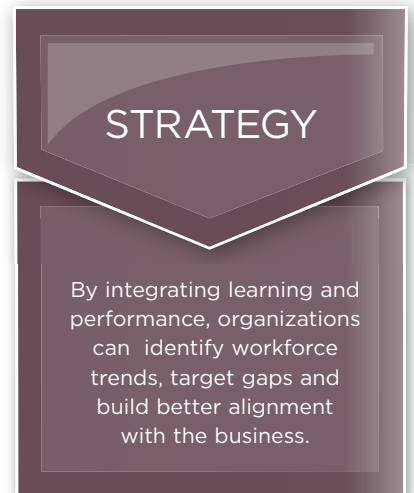 STRATEGY
By integrating learning and
performance, organizations
can  identify workforce
trends, target gaps and
build better alignment
with the business.